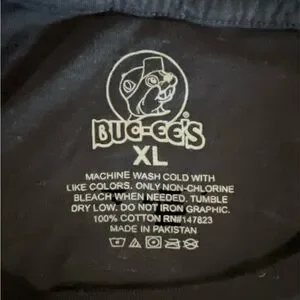 BUC-EE'S
XL
MACHINE WASH COLD WITH
LIKE COLORS. ONLY NON-CHLORINE
BLEACH WHEN NEEDED. TUMBLE
DRY LOW. DO NOT IRON GRAPHIC.
100% COTTON RN#147823
MADE IN PAKISTAN